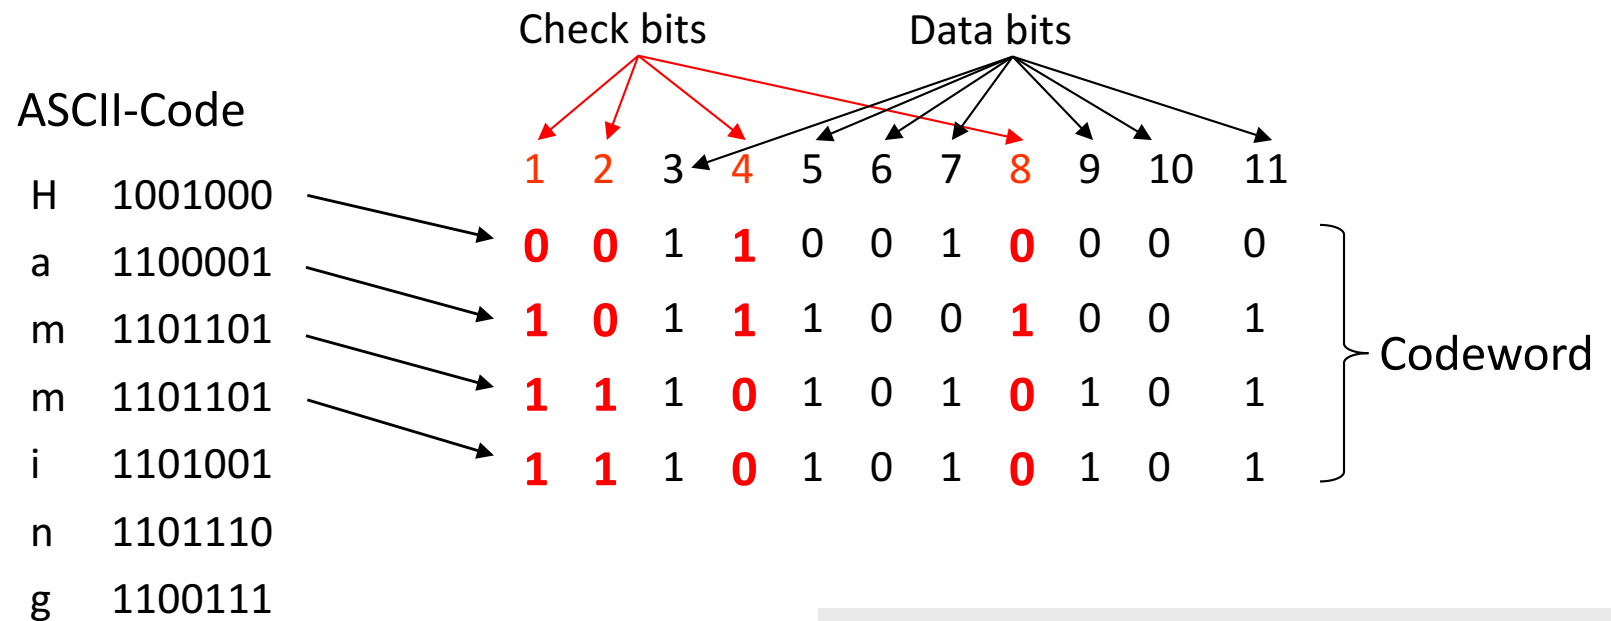 Check bits Data bits
ASCII-Code
1 2 3 4 5 6 7 8 9 10 11
H 1001000
0 0 1 1 0 0 1 0 0 0 0
a 1100001
1 0 1 1 1 0 0 1 0 0 1
m 1101101
Codeword
1 1 1 0 1 0 1 0 1 0 1
m 1101101
i 1101001
1 1 1 0 1 0 1 0 1 0 1
n 1101110
g 1100111